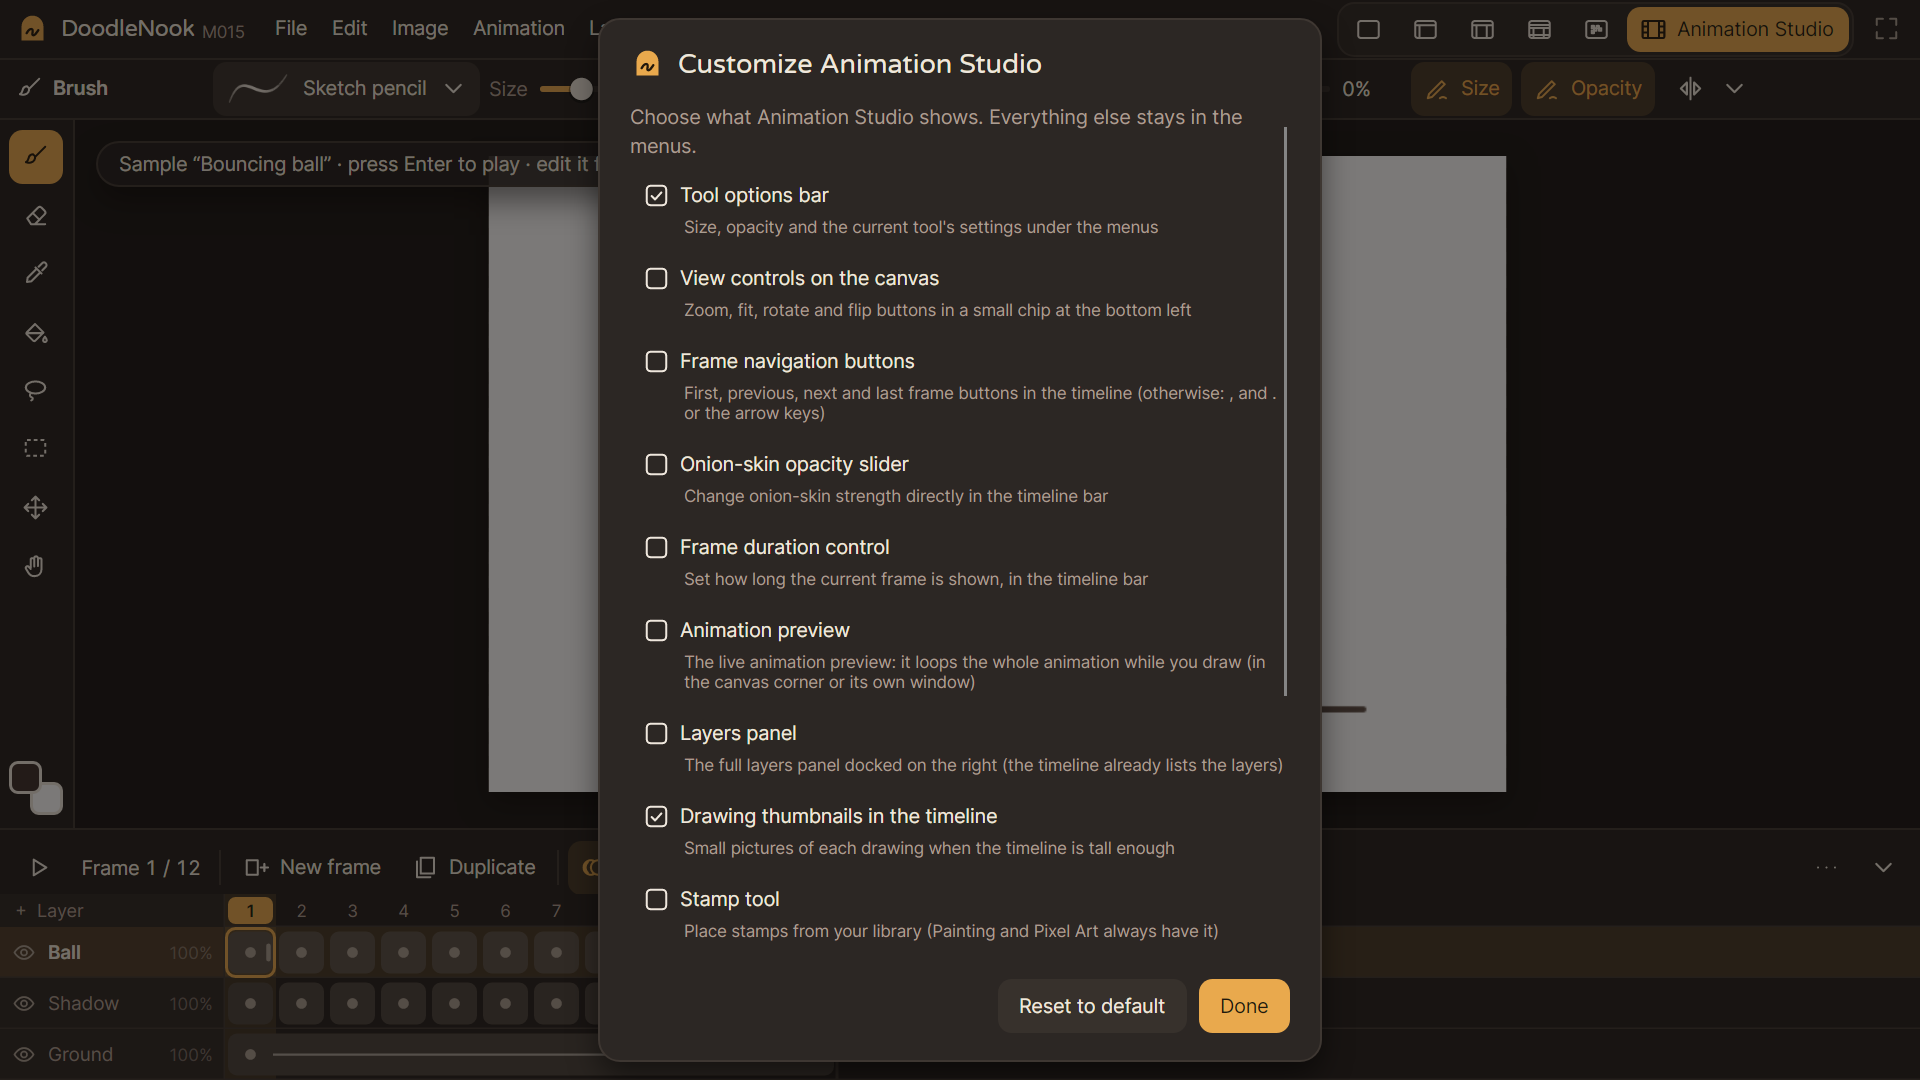 DoodleNook M015 File Edit Image Animation
Animation Studio
Brush Sketch pencil Size 0% Size Opacity
Sample “Bouncing ball” · press Enter to play · edit it
Customize Animation Studio
Choose what Animation Studio shows. Everything else stays in the
menus.
Tool options bar
Size, opacity and the current tool's settings under the menus
View controls on the canvas
Zoom, fit, rotate and flip buttons in a small chip at the bottom left
Frame navigation buttons
First, previous, next and last frame buttons in the timeline (otherwise: , and .
or the arrow keys)
Onion-skin opacity slider
Change onion-skin strength directly in the timeline bar
Frame duration control
Set how long the current frame is shown, in the timeline bar
Animation preview
The live animation preview: it loops the whole animation while you draw (in
the canvas corner or its own window)
Layers panel
The full layers panel docked on the right (the timeline already lists the layers)
Drawing thumbnails in the timeline
Small pictures of each drawing when the timeline is tall enough
Stamp tool
Place stamps from your library (Painting and Pixel Art always have it)
Reset to default Done
Frame 1 / 12 New frame Duplicate
+ Layer 1 2 3 4 5 6 7
Ball 100%
Shadow 100%
Ground 100%